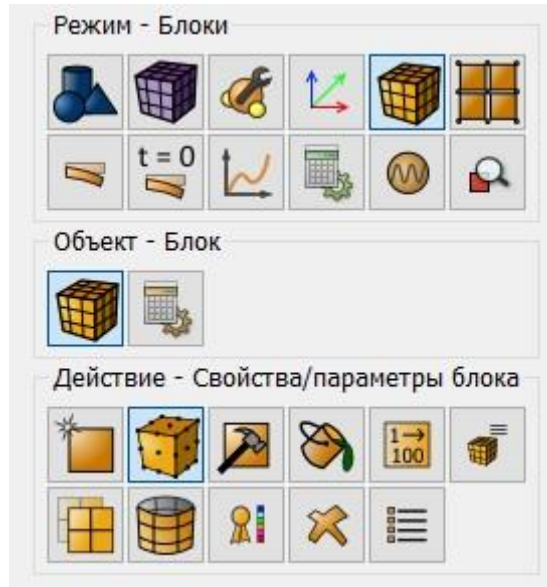 Режим - Блоки
t = 0
Объект - Блок
Действие - Свойства/параметры блока
1→
100